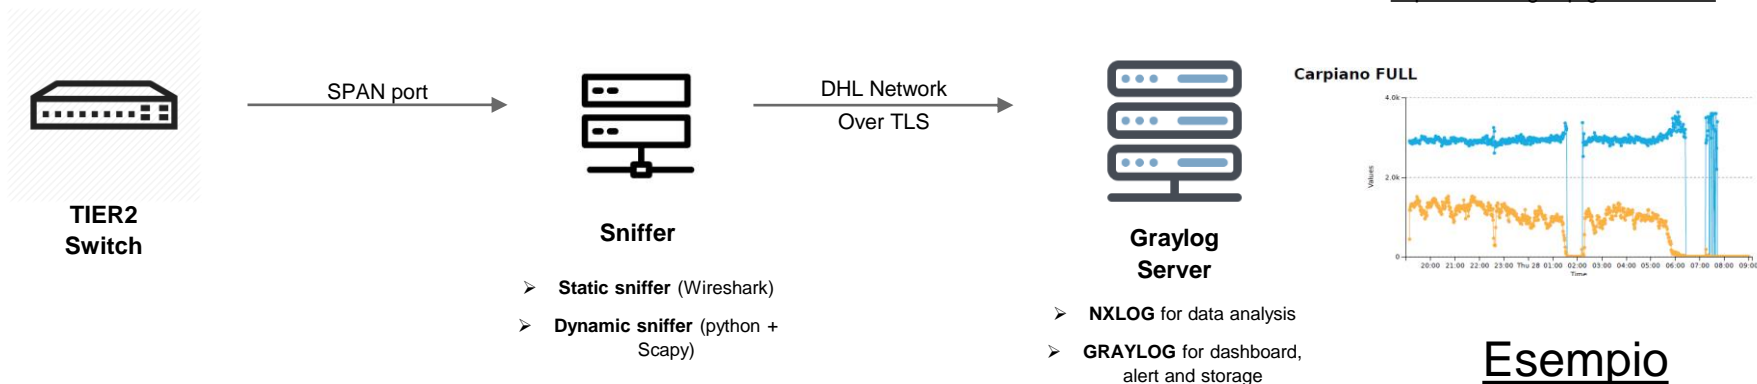 TIER2
Switch
SPAN port
Sniffer
➢ Static sniffer (Wireshark)
➢ Dynamic sniffer (python +
Scapy)
DHL Network
Over TLS
Graylog
Server
➢ NXLOG for data analysis
➢ GRAYLOG for dashboard,
alert and storage
Carpiano FULL
4.0k
2.0k
0
Values
20:00 21:00 22:00 23:00 Thu 28 01:00 02:00 03:00 04:00 05:00 06:00 07:00 08:00 09:00
Time
Esempio